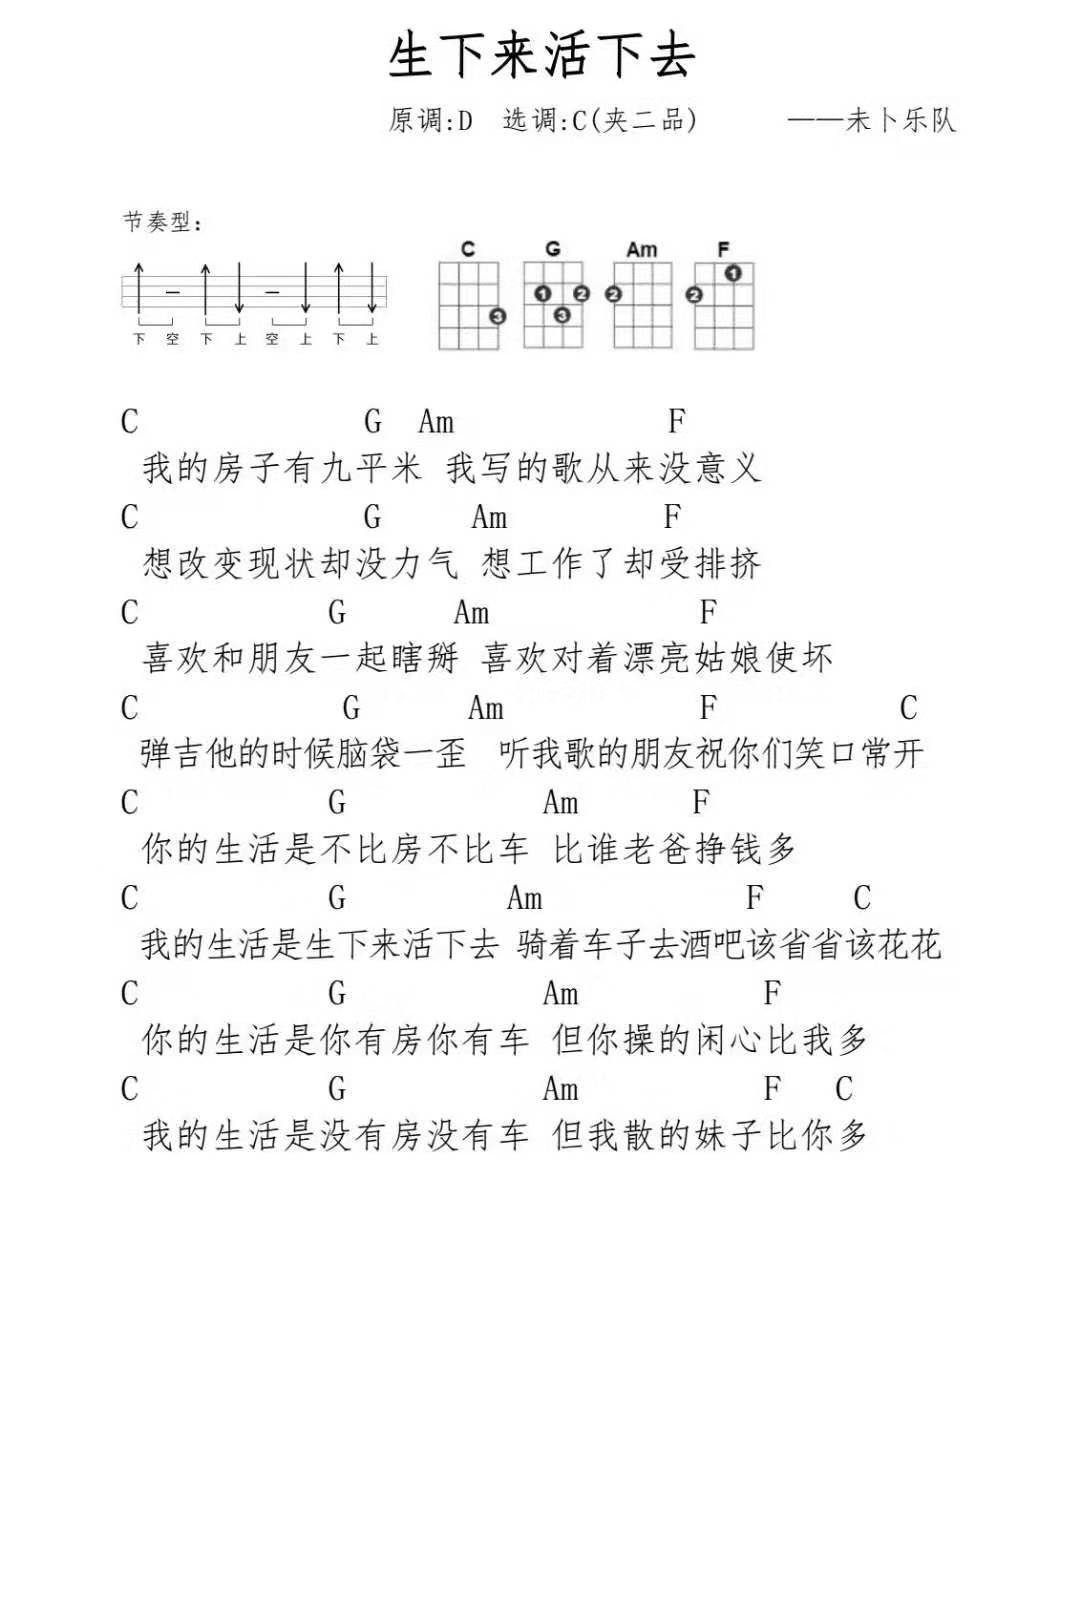 生下来活下去
原调:D 选调:C(夹二品) ——未卜乐队
节奏型:
C G Am F
3 1 2 3 2 2 1
下 空 下 上 空 上 下 上
C G Am F
我的房子有九平米 我写的歌从来没意义
C G Am F
想改变现状却没力气 想工作了却受排挤
C G Am F
喜欢和朋友一起瞎掰 喜欢对着漂亮姑娘使坏
C G Am F C
弹吉他的时候脑袋一歪 听我歌的朋友祝你们笑口常开
C G Am F
你的生活是不比房不比车 比谁老爸挣钱多
C G Am F C
我的生活是生下来活下去 骑着车子去酒吧该省省该花花
C G Am F
你的生活是你有房你有车 但你操的闲心比我多
C G Am F C
我的生活是没有房没有车 但我散的妹子比你多